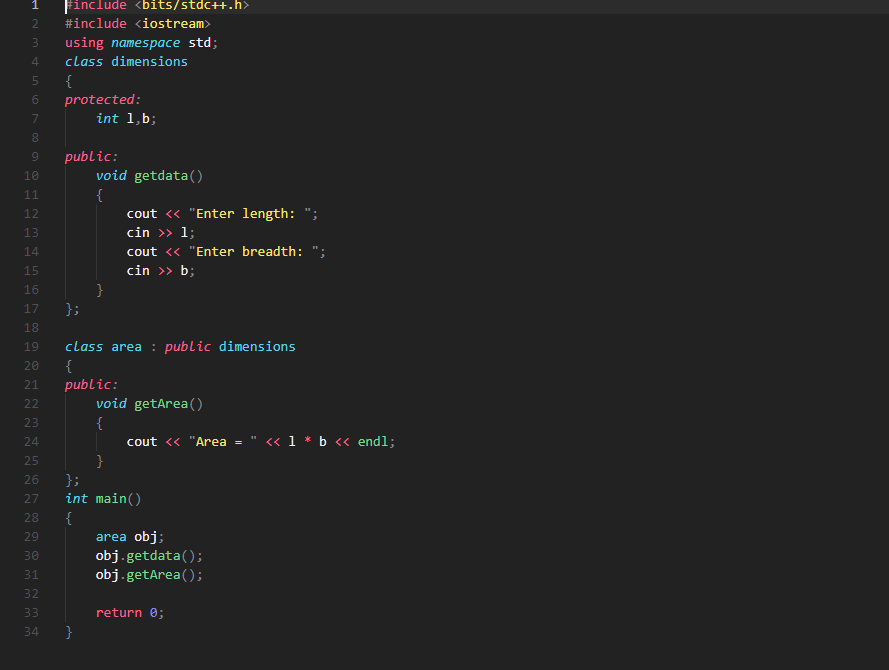 1 #include <bits/stdc++.h>
2 #include <iostream>
3 using namespace std;
4 class dimensions
5 {
6 protected:
7     int l,b;
8
9 public:
10     void getdata()
11     {
12         cout << "Enter length: ";
13         cin >> l;
14         cout << "Enter breadth: ";
15         cin >> b;
16     }
17 };
18
19 class area : public dimensions
20 {
21 public:
22     void getArea()
23     {
24         cout << "Area = " << l * b << endl;
25     }
26 };
27 int main()
28 {
29     area obj;
30     obj.getdata();
31     obj.getArea();
32
33     return 0;
34 }